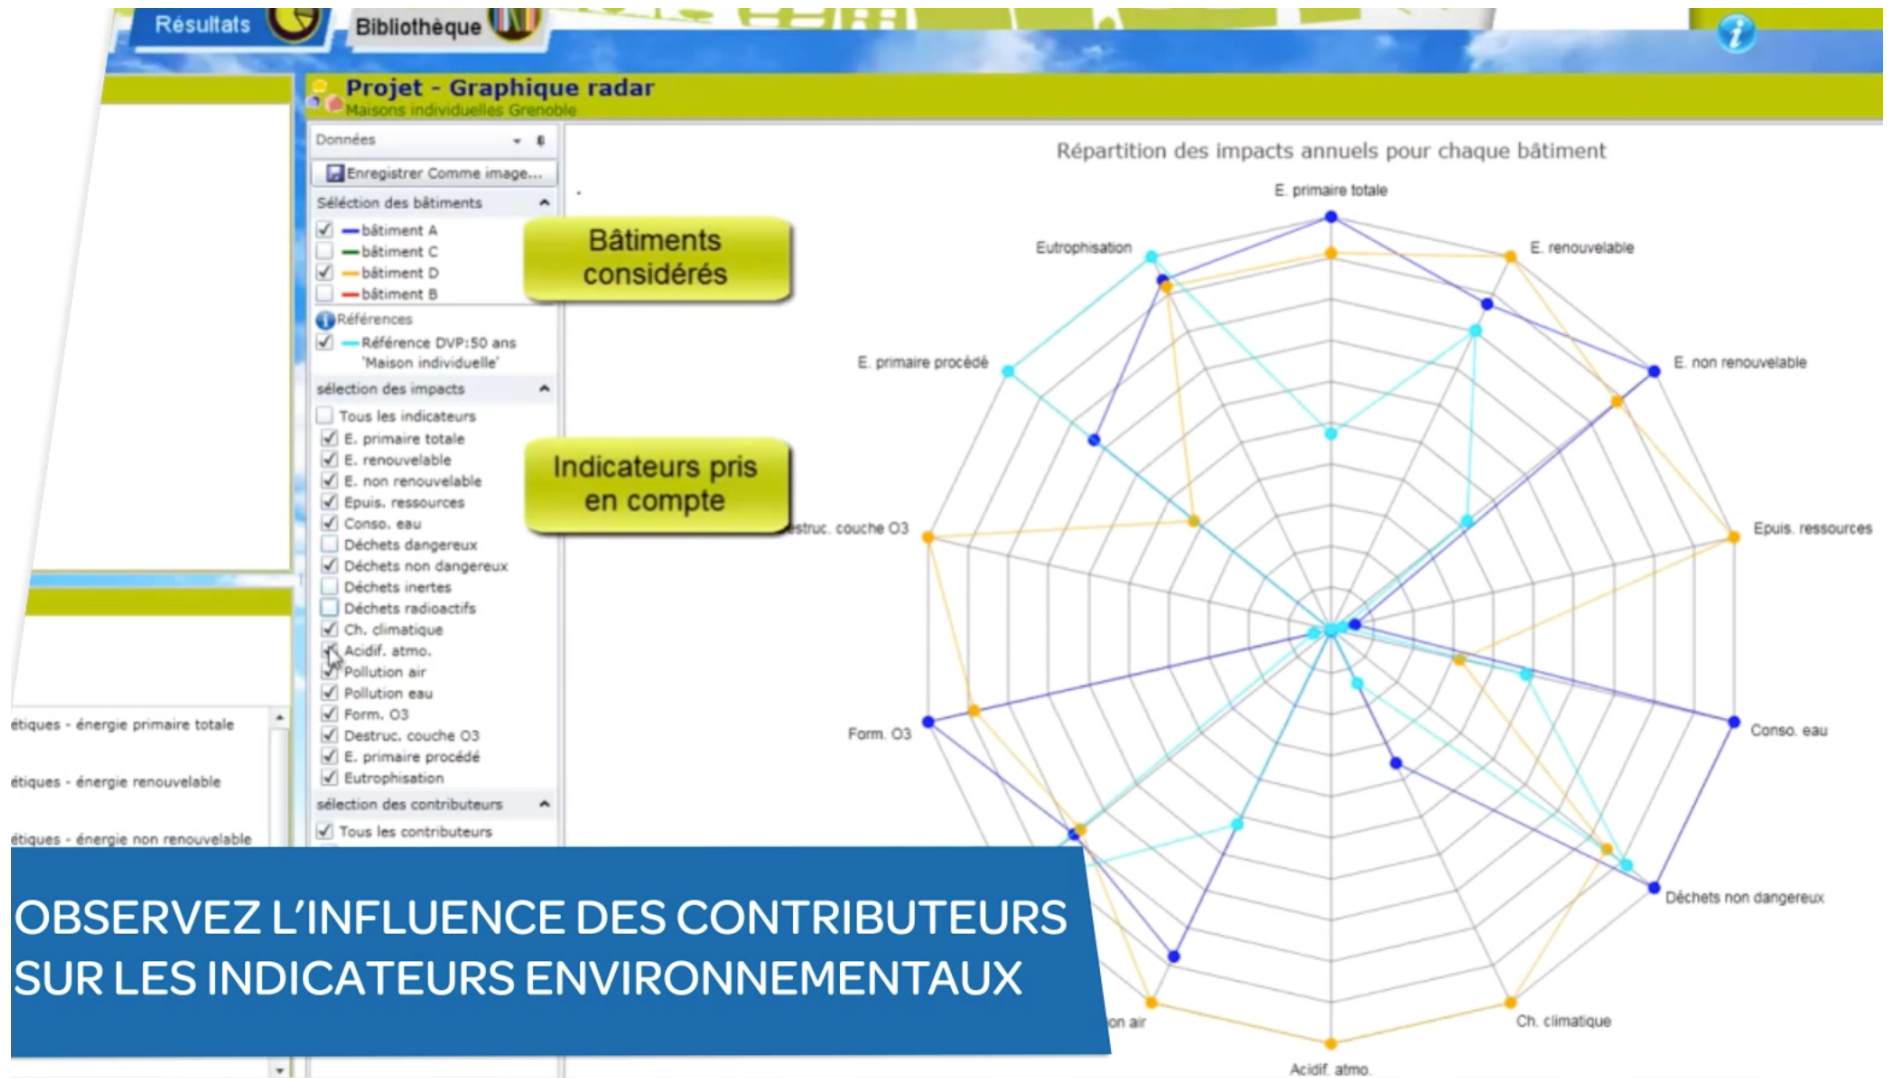 Résultats
Bibliothèque
Projet - Graphique radar
Maisons individuelles Grenoble
Données
Enregistrer Comme image...
Séléction des bâtiments
bâtiment A
bâtiment C
bâtiment D
bâtiment B
Références
Référence DVP:50 ans
'Maison individuelle'
sélection des impacts
Tous les indicateurs
E. primaire totale
E. renouvelable
E. non renouvelable
Epuis. ressources
Conso. eau
Déchets dangereux
Déchets non dangereux
Déchets inertes
Déchets radioactifs
Ch. climatique
Acidif. atmo.
Pollution air
Pollution eau
Form. O3
Destruc. couche O3
E. primaire procédé
Eutrophisation
sélection des contributeurs
Tous les contributeurs
Bâtiments
considérés
Indicateurs pris
en compte
Répartition des impacts annuels pour chaque bâtiment
E. primaire totale
Eutrophisation
E. renouvelable
E. primaire procédé
E. non renouvelable
estruc. couche O3
Epuis. ressources
Form. O3
Conso. eau
Déchets non dangereux
on air
Ch. climatique
Acidif. atmo.
étiques - énergie primaire totale
étiques - énergie renouvelable
étiques - énergie non renouvelable
OBSERVEZ L'INFLUENCE DES CONTRIBUTEURS
SUR LES INDICATEURS ENVIRONNEMENTAUX